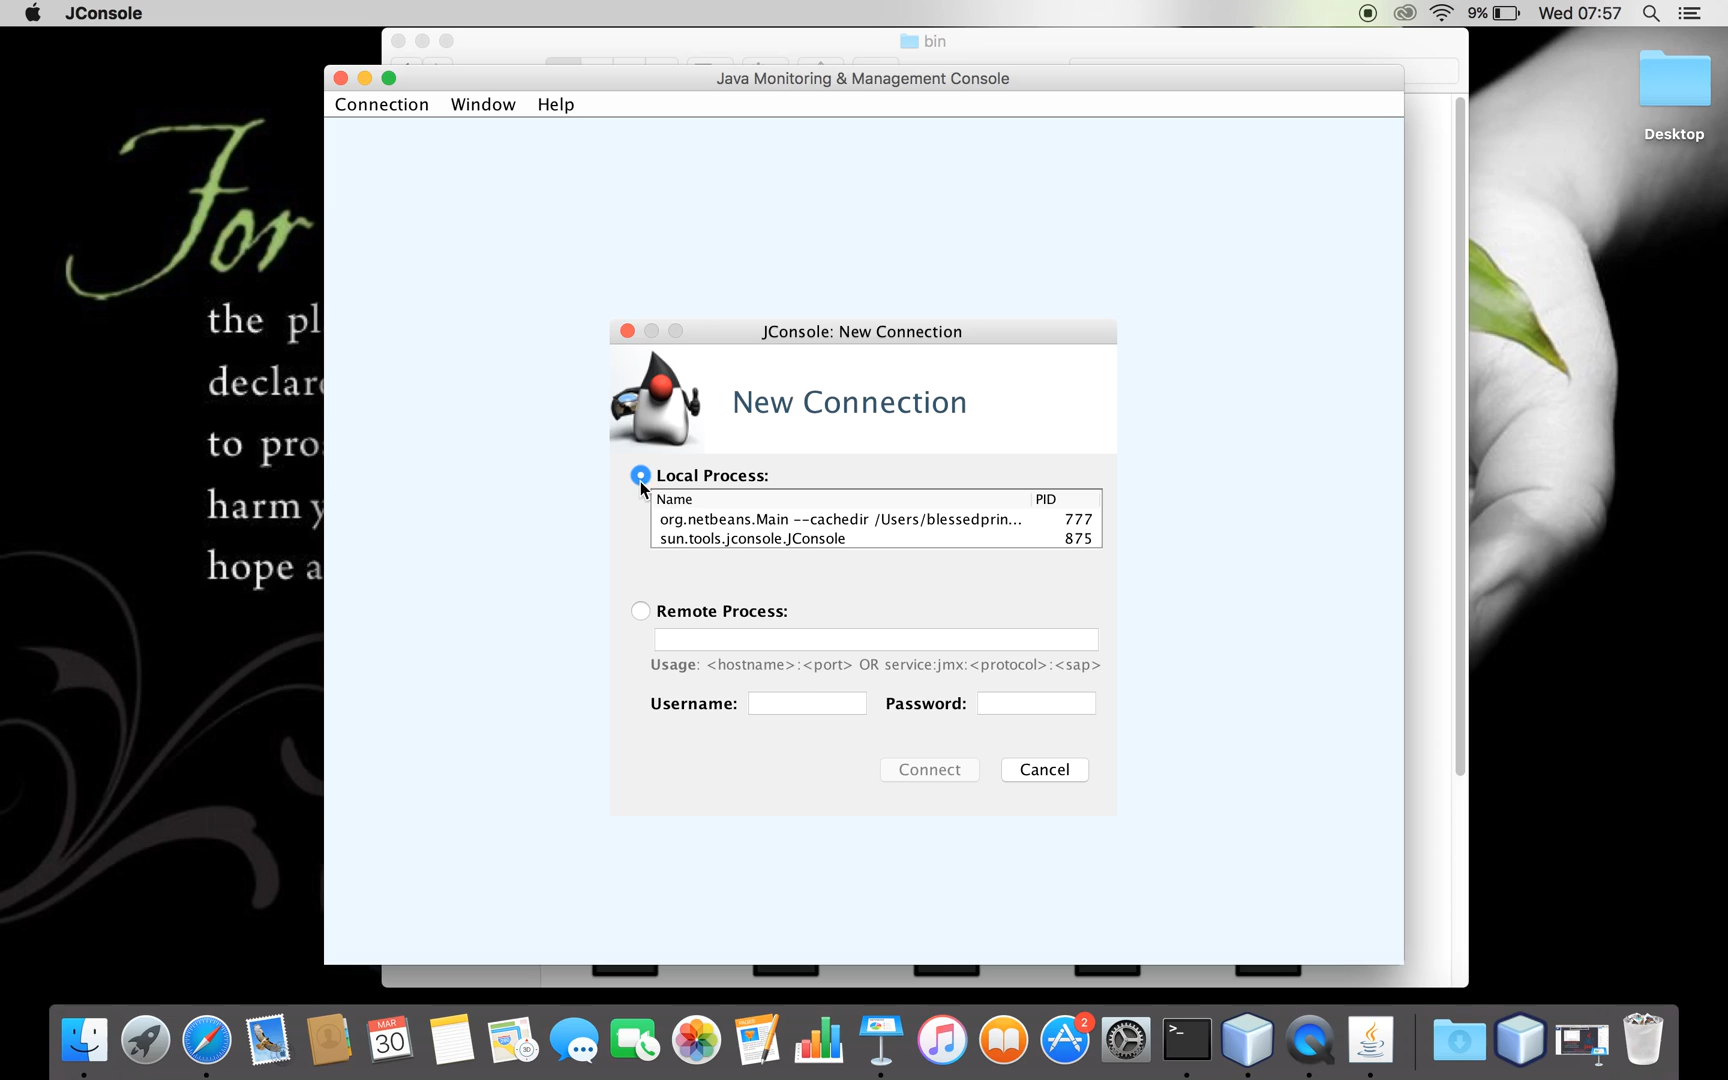 JConsole
9%
Wed 07:57
bin
Java Monitoring & Management Console
Connection Window Help
Desktop
For
the pl
declar
to pro
harm y
hope a
JConsole: New Connection
New Connection
Local Process:
Name PID
org.netbeans.Main --cachedir /Users/blessedprin... 777
sun.tools.jconsole.JConsole 875
Remote Process:
Usage: <hostname>:<port> OR service:jmx:<protocol>:<sap>
Username:
Password:
Connect
Cancel
MAR
30
3D
2
>_